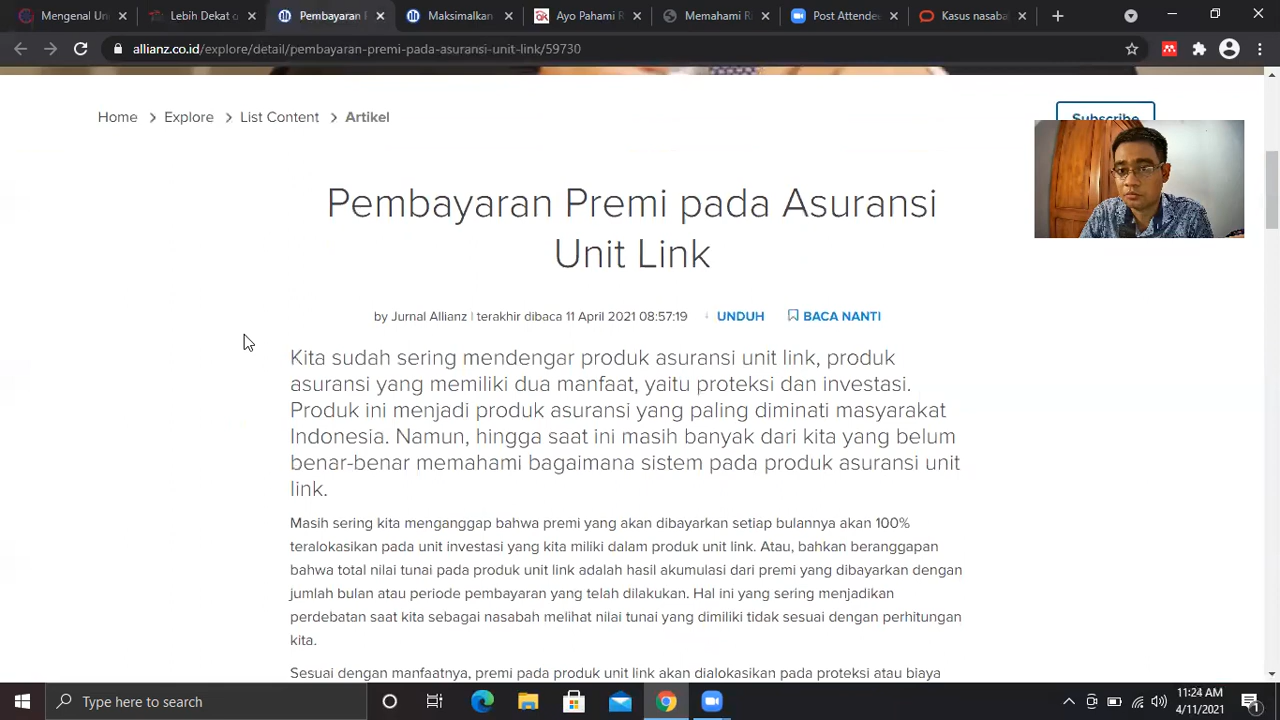 Mengenal Un
Lebih Dekat
Pembayaran
Maksimalkan
Ayo Pahami R
Memahami Ri
Post Attendee
Kasus nasaba
allianz.co.id/explore/detail/pembayaran-premi-pada-asuransi-unit-link/59730
Home > Explore > List Content > Artikel
Subscribe
Pembayaran Premi pada Asuransi
Unit Link
by Jurnal Allianz | terakhir dibaca 11 April 2021 08:57:19
UNDUH
BACA NANTI
Kita sudah sering mendengar produk asuransi unit link, produk
asuransi yang memiliki dua manfaat, yaitu proteksi dan investasi.
Produk ini menjadi produk asuransi yang paling diminati masyarakat
Indonesia. Namun, hingga saat ini masih banyak dari kita yang belum
benar-benar memahami bagaimana sistem pada produk asuransi unit
link.
Masih sering kita menganggap bahwa premi yang akan dibayarkan setiap bulannya akan 100%
teralokasikan pada unit investasi yang kita miliki dalam produk unit link. Atau, bahkan beranggapan
bahwa total nilai tunai pada produk unit link adalah hasil akumulasi dari premi yang dibayarkan dengan
jumlah bulan atau periode pembayaran yang telah dilakukan. Hal ini yang sering menjadikan
perdebatan saat kita sebagai nasabah melihat nilai tunai yang dimiliki tidak sesuai dengan perhitungan
kita.
Sesuai dengan manfaatnya, premi pada produk unit link akan dialokasikan pada proteksi atau biaya
Type here to search
11:24 AM
4/11/2021